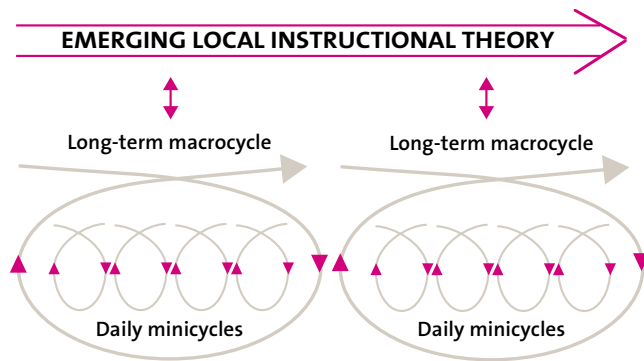 EMERGING LOCAL INSTRUCTIONAL THEORY
Long-term macrocycle
Long-term macrocycle
Daily minicycles
Daily minicycles